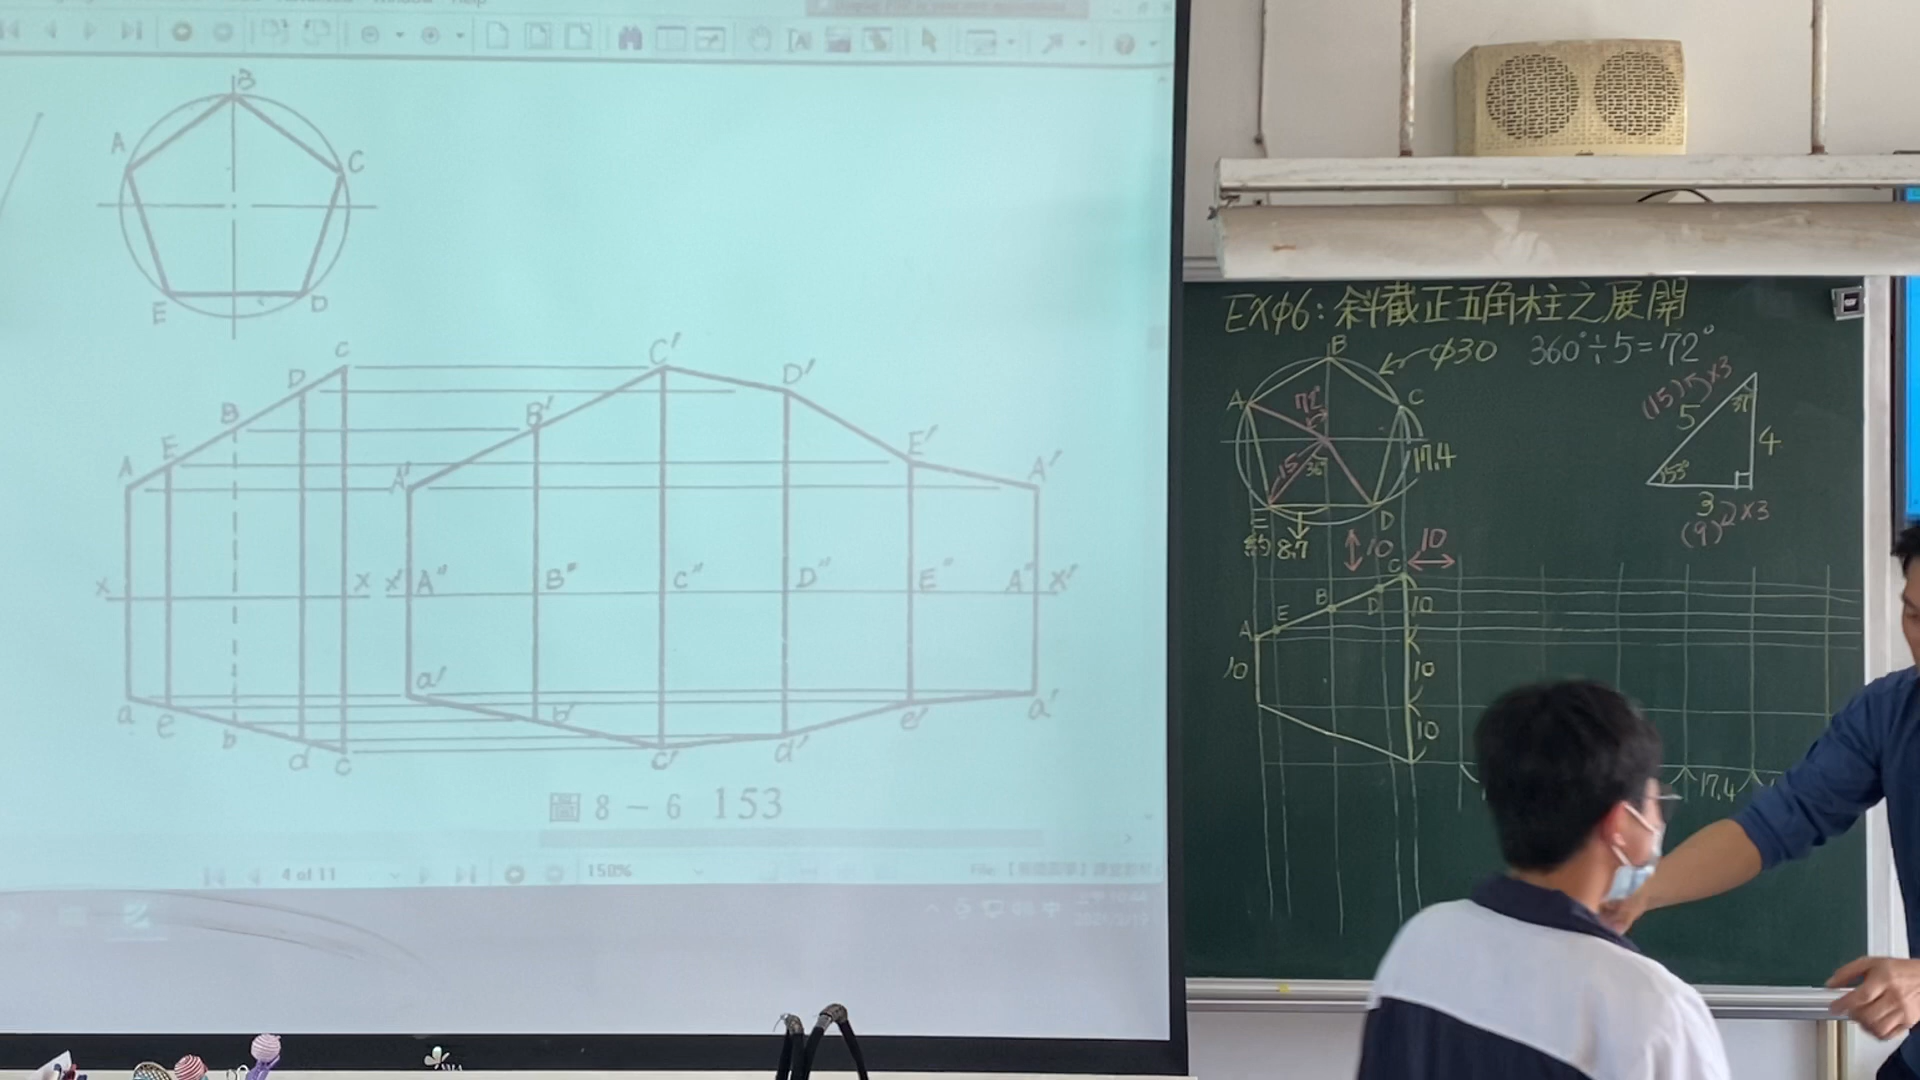 B
A
C
E
D
C
D
B
E
A
X
X
a
e
b
d
c
C'
D'
B'
E'
A'
A'
X'
A"
B"
C"
D"
E"
A"
X'
a'
b'
c'
d'
e'
a'
圖 8 - 6 153
4 of 11
150%
EXφ6:斜截正五角柱之展開
B
φ30
360°÷5=72°
A
C
72°
15
36°
17.4
E
D
約 8.7
10
10
(15) 5×3
5
37°
4
53°
3
(9)
×3
C
D
B
E
A
10
10
10
10
17.4